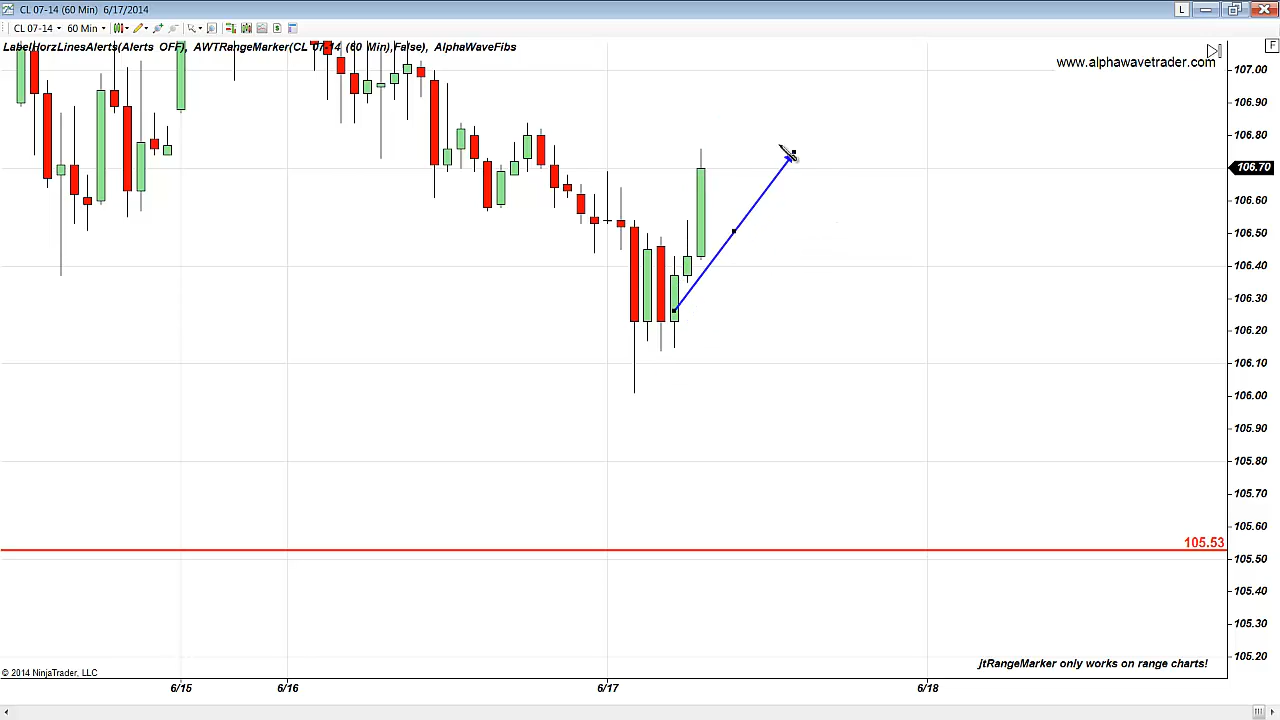 CL 07-14 (60 Min) 6/17/2014
L
CL 07-14 60 Min
LabelHorzLinesAlerts(Alerts OFF), AWTRangeMarker(CL 07-14 (60 Min),False), AlphaWaveFibs
F
www.alphawavetrader.com
107.00
106.90
106.80
106.70
106.60
106.50
106.40
106.30
106.20
106.10
106.00
105.90
105.80
105.70
105.60
105.53
105.50
105.40
105.30
105.20
jtRangeMarker only works on range charts!
© 2014 NinjaTrader, LLC
6/15 6/16 6/17 6/18